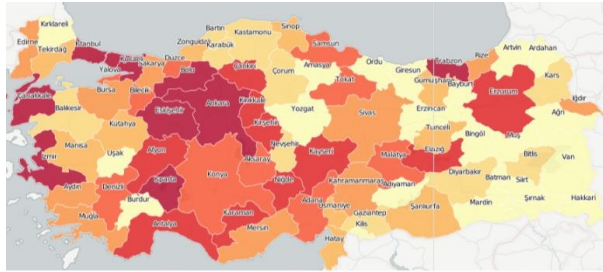 Kırklareli
Edirne
Tekirdağ
İstanbul
Yalova
Sakarya
Düzce
Bolu
Zonguldak
Bartın
Karabük
Kastamonu
Sinop
Samsun
Çankırı
Çorum
Amasya
Tokat
Ordu
Giresun
Gümüşhane
Trabzon
Bayburt
Rize
Artvin
Ardahan
Kars
Iğdır
Ağrı
Erzurum
Erzincan
Tunceli
Bingöl
Muş
Bitlis
Van
Hakkari
Şırnak
Siirt
Batman
Mardin
Diyarbakır
Elazığ
Malatya
Adıyaman
Şanlıurfa
Gaziantep
Kilis
Kahramanmaraş
Osmaniye
Hatay
Adana
Mersin
Karaman
Konya
Niğde
Kayseri
Nevşehir
Aksaray
Kırşehir
Kırıkkale
Yozgat
Sivas
Ankara
Eskişehir
Bilecik
Bursa
Balıkesir
Çanakkale
Kütahya
Manisa
İzmir
Uşak
Afyon
Aydın
Denizli
Isparta
Burdur
Muğla
Antalya